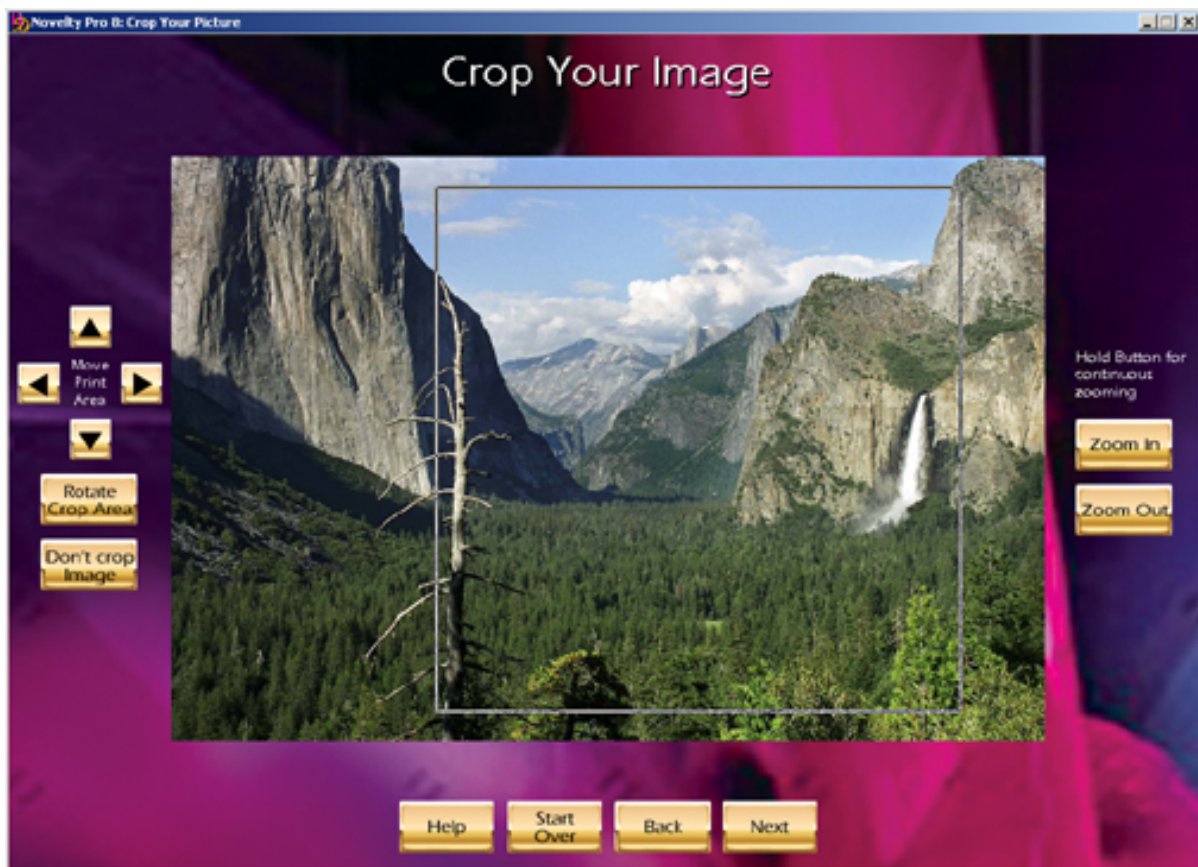 Novelty Pro 8: Crop Your Picture
Crop Your Image
Move
Print
Area
Rotate
Crop Area
Don't crop
Image
Hold Button for
continuous
zooming
Zoom In
Zoom Out
Help
Start
Over
Back
Next